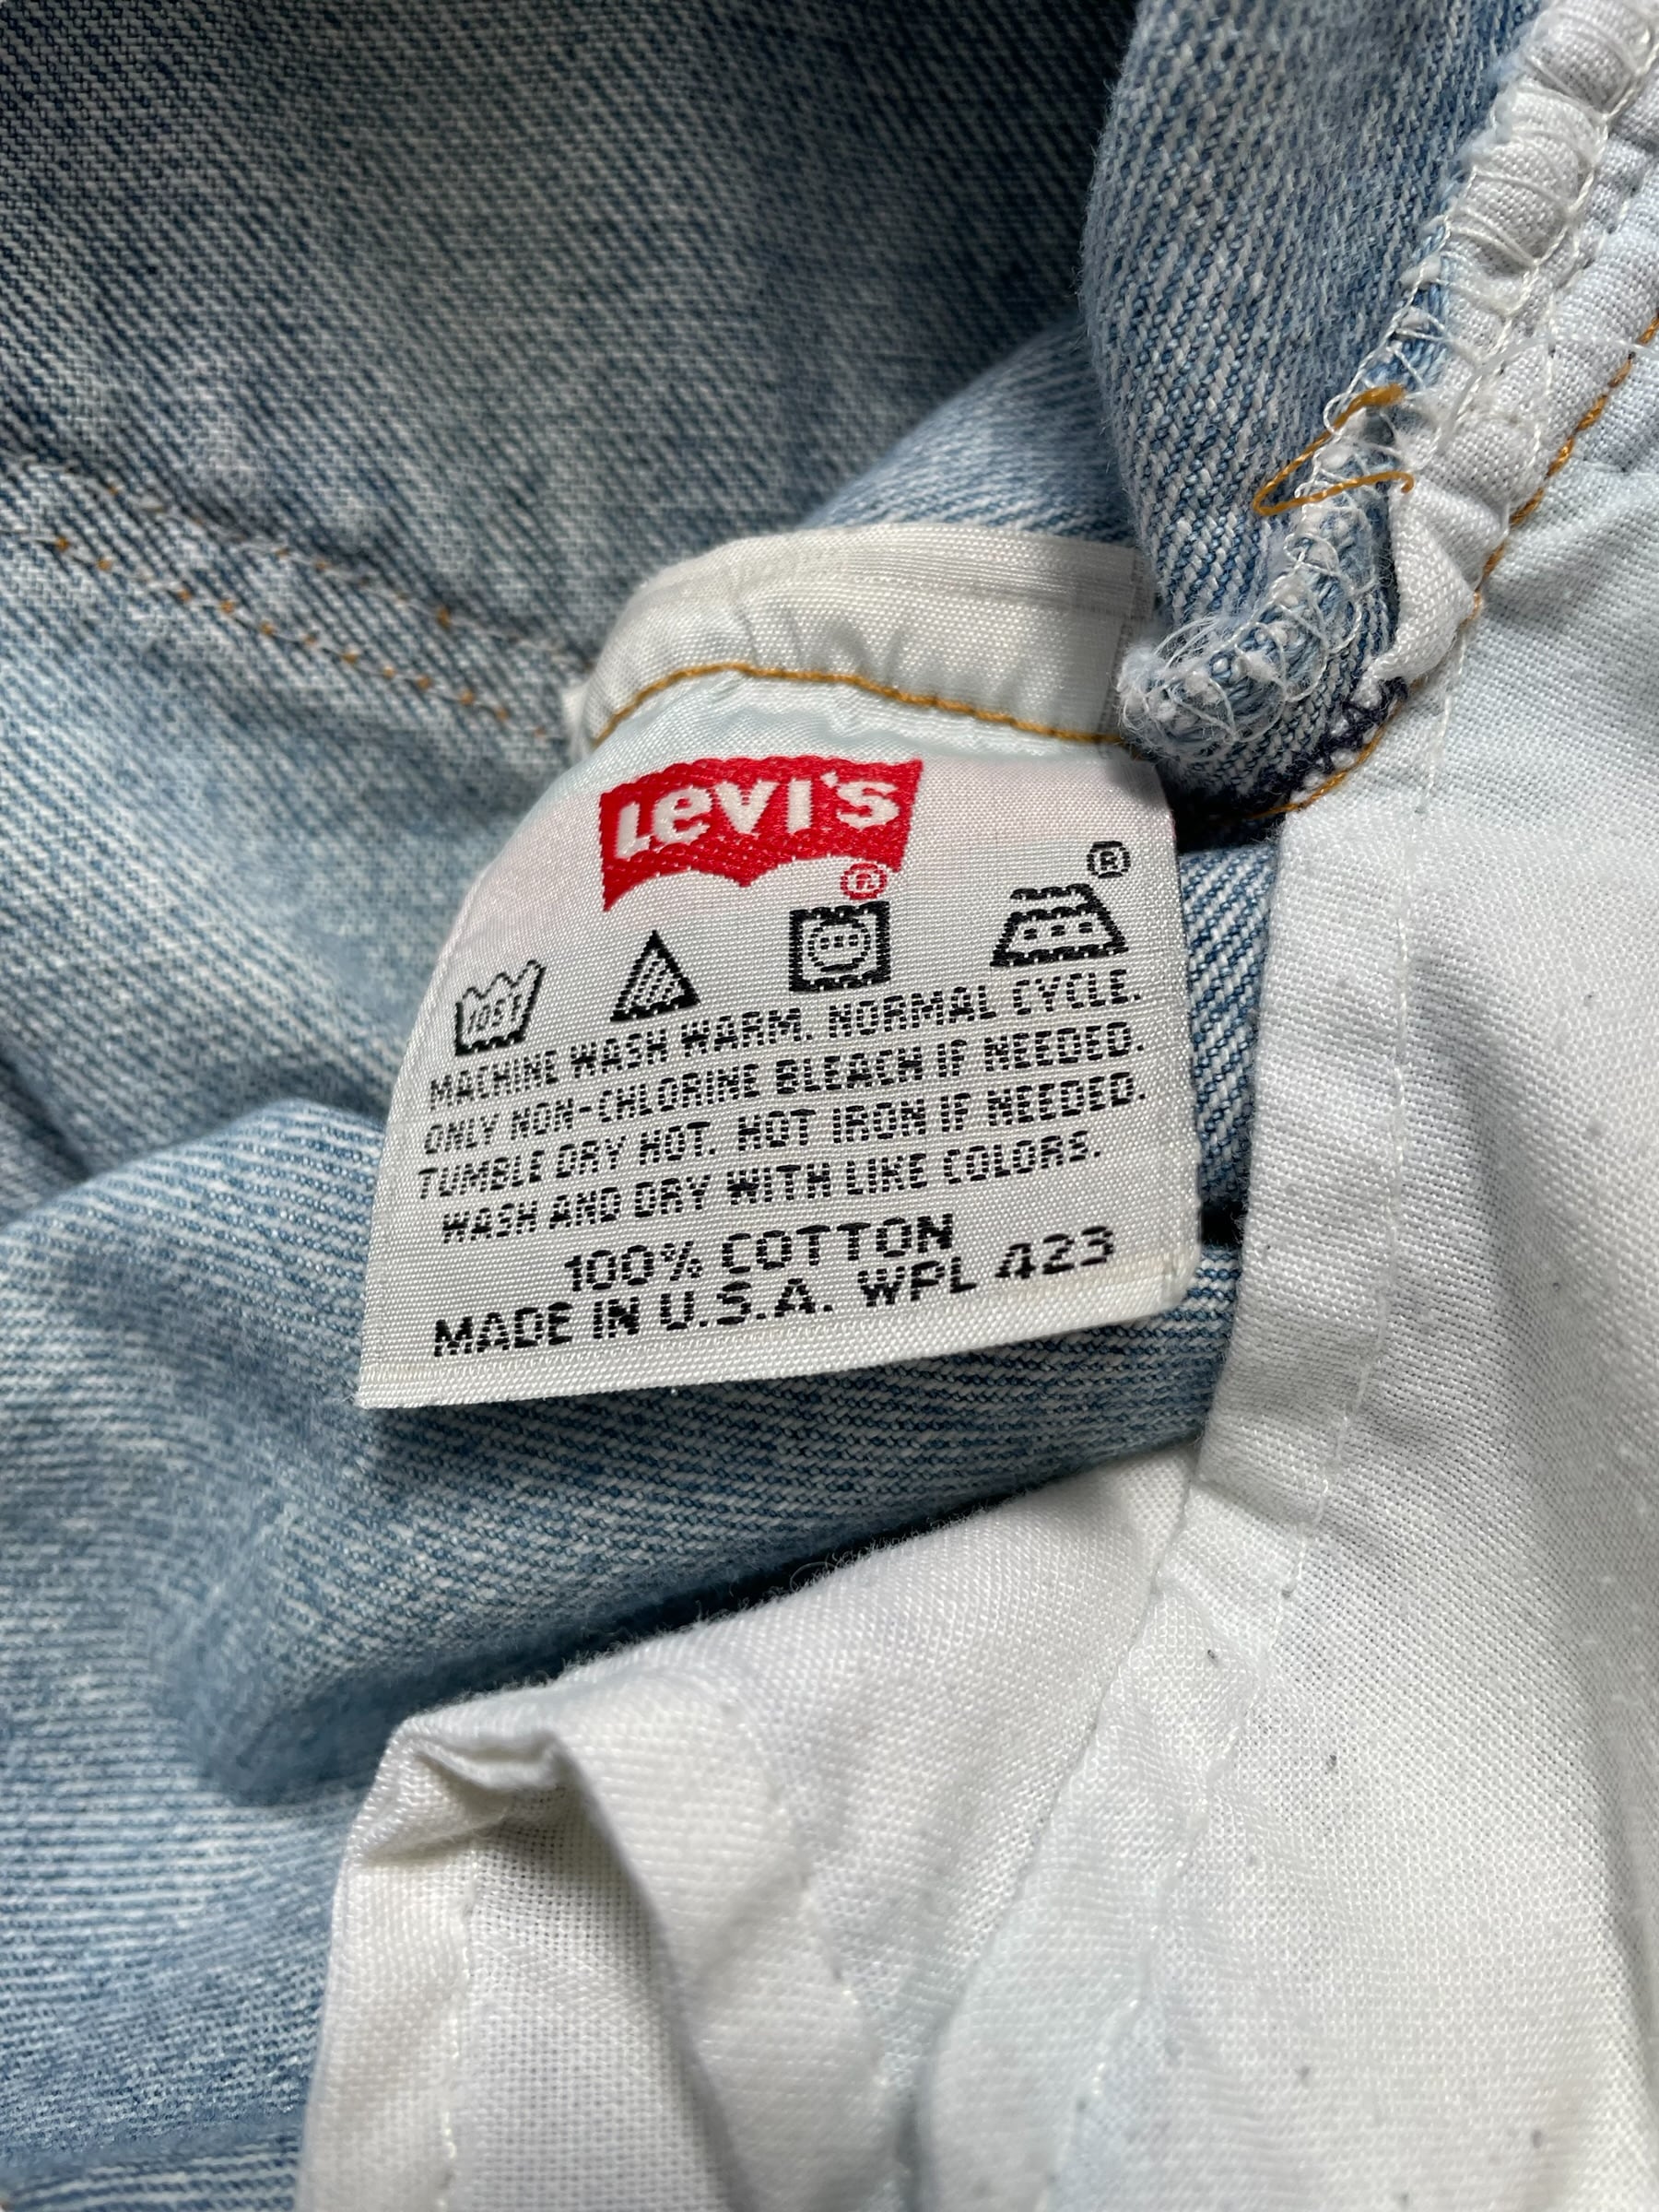 LEVI'S
®
®
105F
MACHINE WASH WARM. NORMAL CYCLE.
ONLY NON-CHLORINE BLEACH IF NEEDED.
TUMBLE DRY HOT. HOT IRON IF NEEDED.
WASH AND DRY WITH LIKE COLORS.
100% COTTON
MADE IN U.S.A. WPL 423